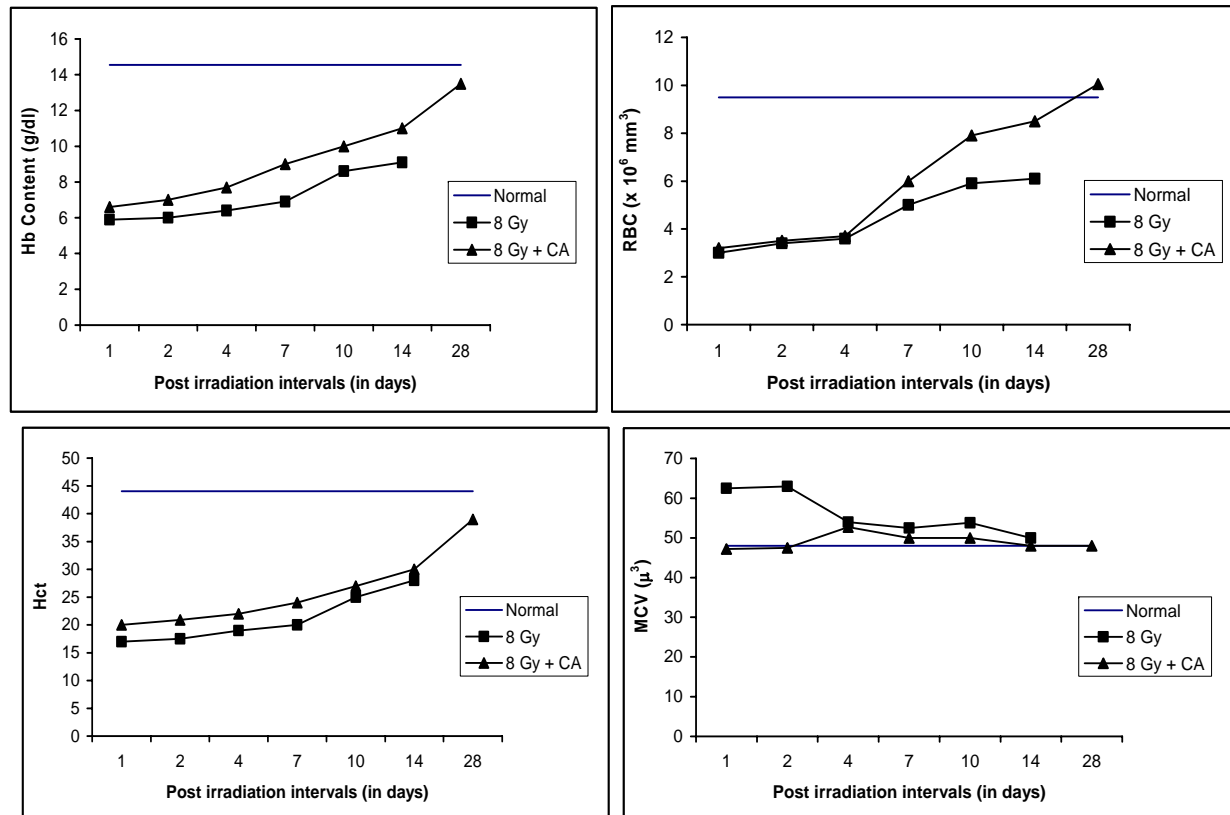 16
14
12
10
8
6
4
2
0
Hb Content (g/dl)
1 2 4 7 10 14 28
Post irradiation intervals (in days)
Normal
8 Gy
8 Gy + CA
12
10
8
6
4
2
0
RBC (x 10⁶ mm³)
1 2 4 7 10 14 28
Post irradiation intervals (in days)
Normal
8 Gy
8 Gy + CA
50
45
40
35
30
25
20
15
10
5
0
Hct
1 2 4 7 10 14 28
Post irradiation intervals (in days)
Normal
8 Gy
8 Gy + CA
70
60
50
40
30
20
10
0
MCV (μ³)
1 2 4 7 10 14 28
Post irradiation intervals (in days)
Normal
8 Gy
8 Gy + CA